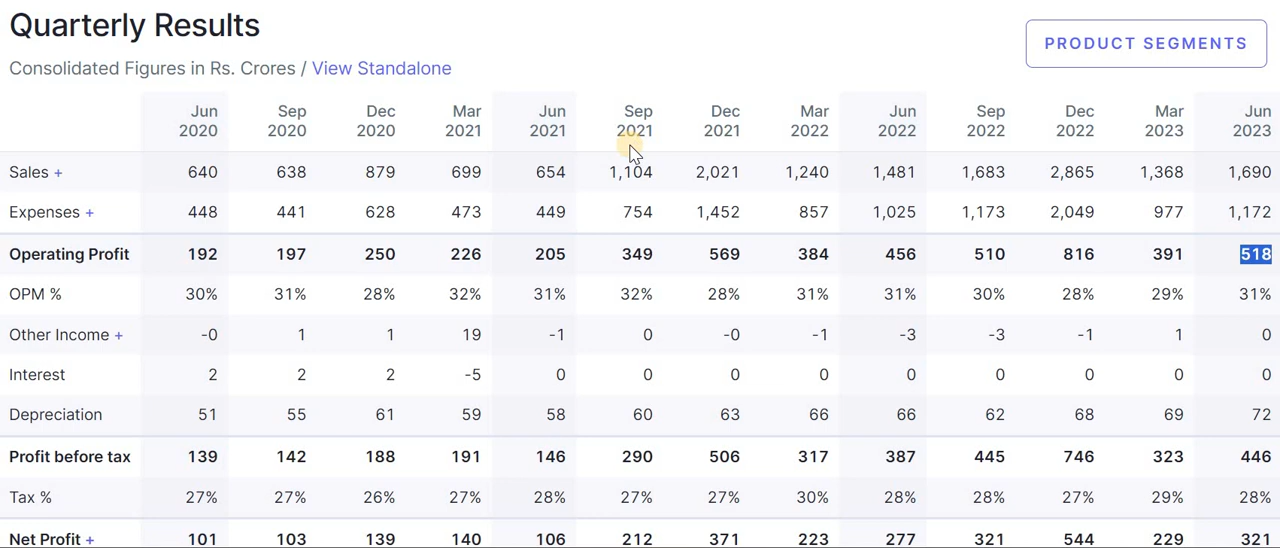 Quarterly Results
PRODUCT SEGMENTS
Consolidated Figures in Rs. Crores / View Standalone
Jun 2020 Sep 2020 Dec 2020 Mar 2021 Jun 2021 Sep 2021 Dec 2021 Mar 2022 Jun 2022 Sep 2022 Dec 2022 Mar 2023 Jun 2023
Sales + 640 638 879 699 654 1,104 2,021 1,240 1,481 1,683 2,865 1,368 1,690
Expenses + 448 441 628 473 449 754 1,452 857 1,025 1,173 2,049 977 1,172
Operating Profit 192 197 250 226 205 349 569 384 456 510 816 391 518
OPM % 30% 31% 28% 32% 31% 32% 28% 31% 31% 30% 28% 29% 31%
Other Income + -0 1 1 19 -1 0 -0 -1 -3 -3 -1 1 0
Interest 2 2 2 -5 0 0 0 0 0 0 0 0 0
Depreciation 51 55 61 59 58 60 63 66 66 62 68 69 72
Profit before tax 139 142 188 191 146 290 506 317 387 445 746 323 446
Tax % 27% 27% 26% 27% 28% 27% 27% 30% 28% 28% 27% 29% 28%
Net Profit + 101 103 139 140 106 212 371 223 277 321 544 229 321